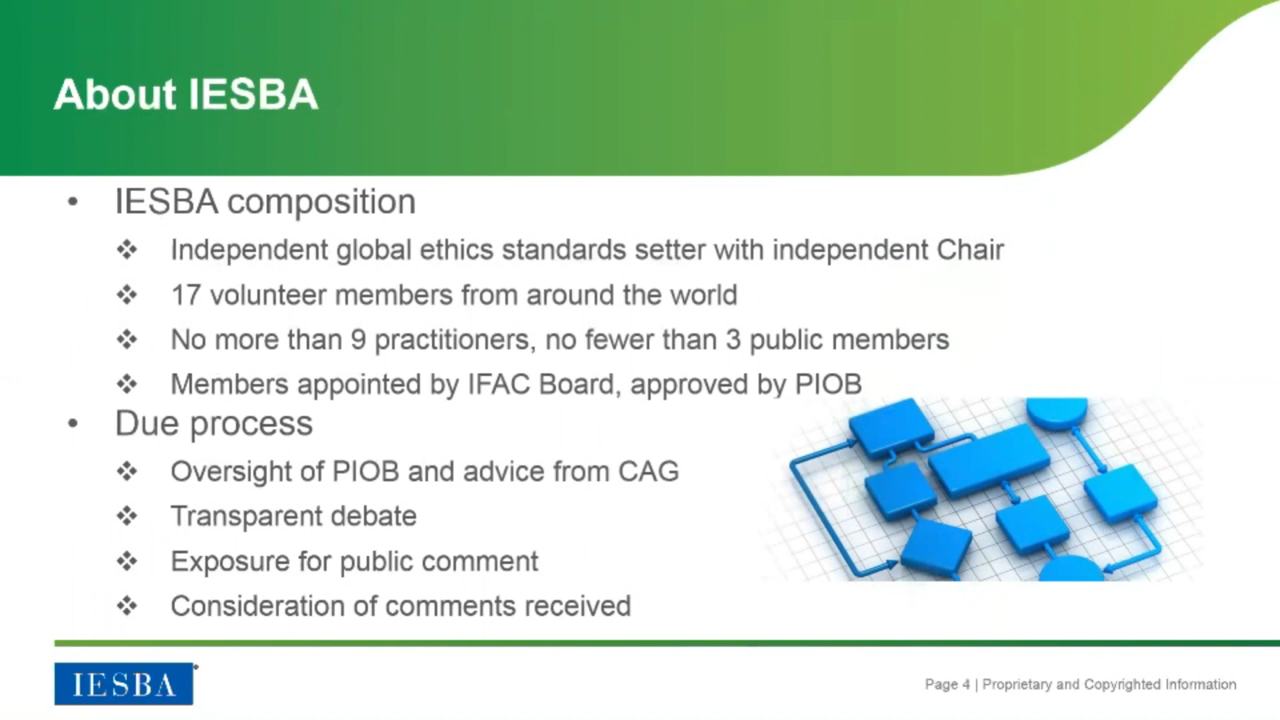 About IESBA
• IESBA composition
❖ Independent global ethics standards setter with independent Chair
❖ 17 volunteer members from around the world
❖ No more than 9 practitioners, no fewer than 3 public members
❖ Members appointed by IFAC Board, approved by PIOB
• Due process
❖ Oversight of PIOB and advice from CAG
❖ Transparent debate
❖ Exposure for public comment
❖ Consideration of comments received
IESBA
Page 4 | Proprietary and Copyrighted Information